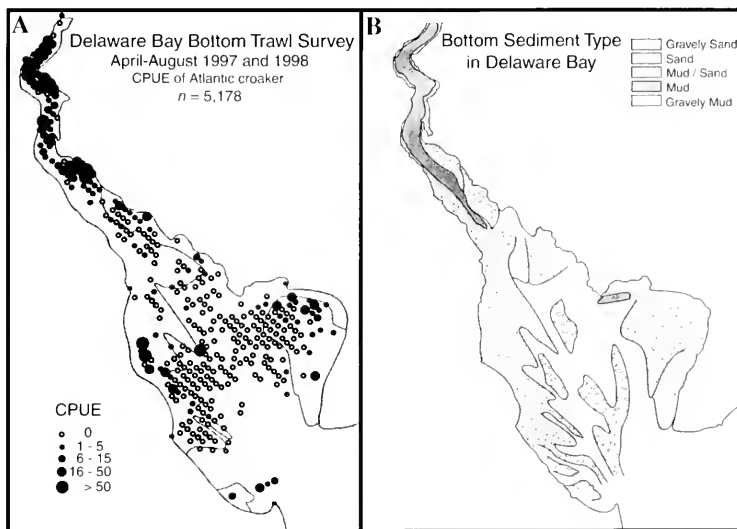 A
Delaware Bay Bottom Trawl Survey
April-August 1997 and 1998
CPUE of Atlantic croaker
n = 5,178
CPUE
0
1 - 5
6 - 15
16 - 50
> 50
B
Bottom Sediment Type
in Delaware Bay
Gravely Sand
Sand
Mud / Sand
Mud
Gravely Mud